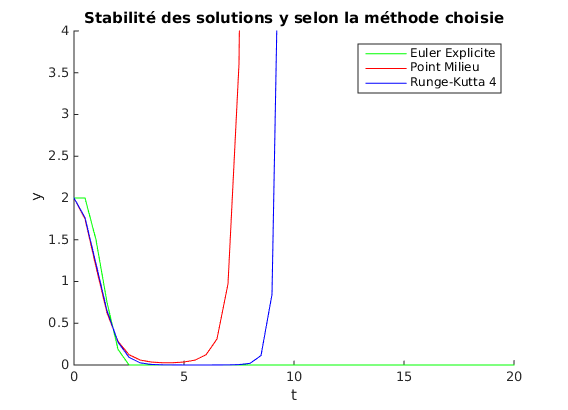 Stabilité des solutions y selon la méthode choisie
4
3.5
3
2.5
2
1.5
1
0.5
0
y
Euler Explicite
Point Milieu
Runge-Kutta 4
0
5
10
15
20
t